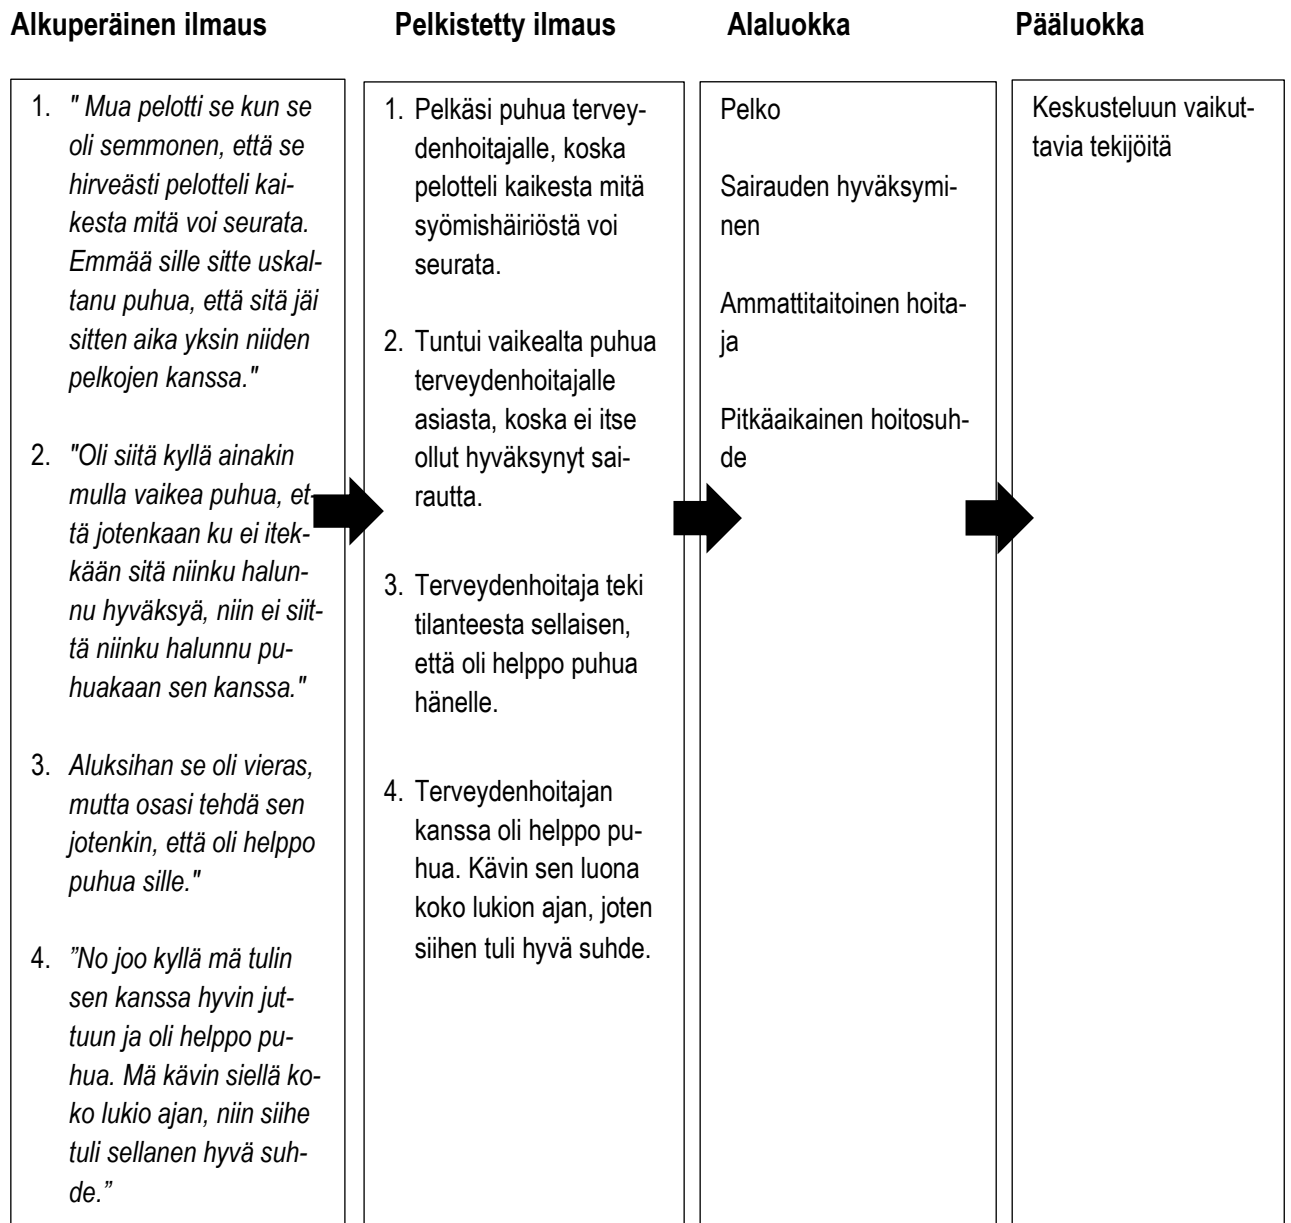 Alkuperäinen ilmaus
Pelkistetty ilmaus
Alaluokka
Pääluokka
1. " Mua pelotti se kun se
oli semmonen, että se
hirveästi pelotteli kai-
kesta mitä voi seurata.
Emmää sille sitte uskal-
tanu puhua, että sitä jäi
sitten aika yksin niiden
pelkojen kanssa."
2. "Oli siitä kyllä ainakin
mulla vaikea puhua, et-
tä jotenkaan ku ei itek-
kään sitä niinku halun-
nu hyväksyä, niin ei siit-
tä niinku halunnu pu-
huakaan sen kanssa."
3. Aluksihan se oli vieras,
mutta osasi tehdä sen
jotenkin, että oli helppo
puhua sille."
4. ”No joo kyllä mä tulin
sen kanssa hyvin jut-
tuun ja oli helppo pu-
hua. Mä kävin siellä ko-
ko lukio ajan, niin siihe
tuli sellanen hyvä suh-
de.”
1. Pelkäsi puhua tervey-
denhoitajalle, koska
pelotteli kaikesta mitä
syömishäiriöstä voi
seurata.
2. Tuntui vaikealta puhua
terveydenhoitajalle
asiasta, koska ei itse
ollut hyväksynyt sai-
rautta.
3. Terveydenhoitaja teki
tilanteesta sellaisen,
että oli helppo puhua
hänelle.
4. Terveydenhoitajan
kanssa oli helppo pu-
hua. Kävin sen luona
koko lukion ajan, joten
siihen tuli hyvä suhde.
Pelko
Sairauden hyväksymi-
nen
Ammattitaitoinen hoita-
ja
Pitkäaikainen hoitosuh-
de
Keskusteluun vaikut-
tavia tekijöitä